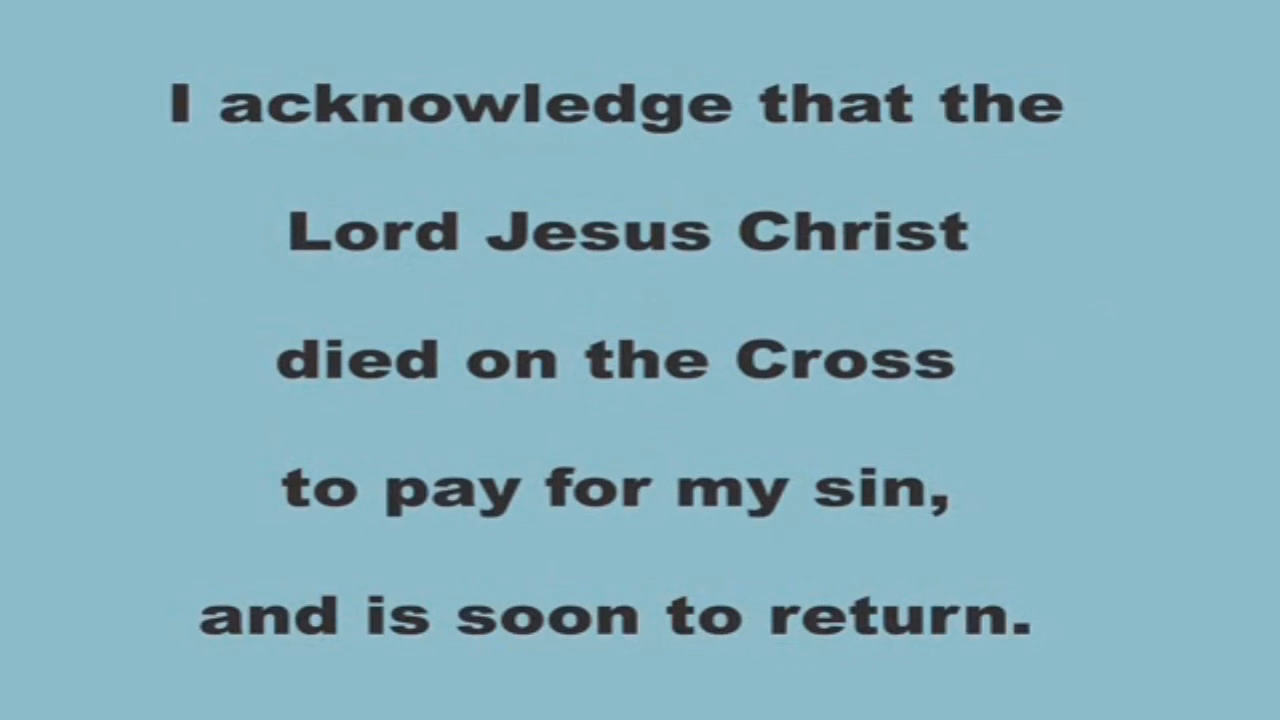 I acknowledge that the
Lord Jesus Christ
died on the Cross
to pay for my sin,
and is soon to return.